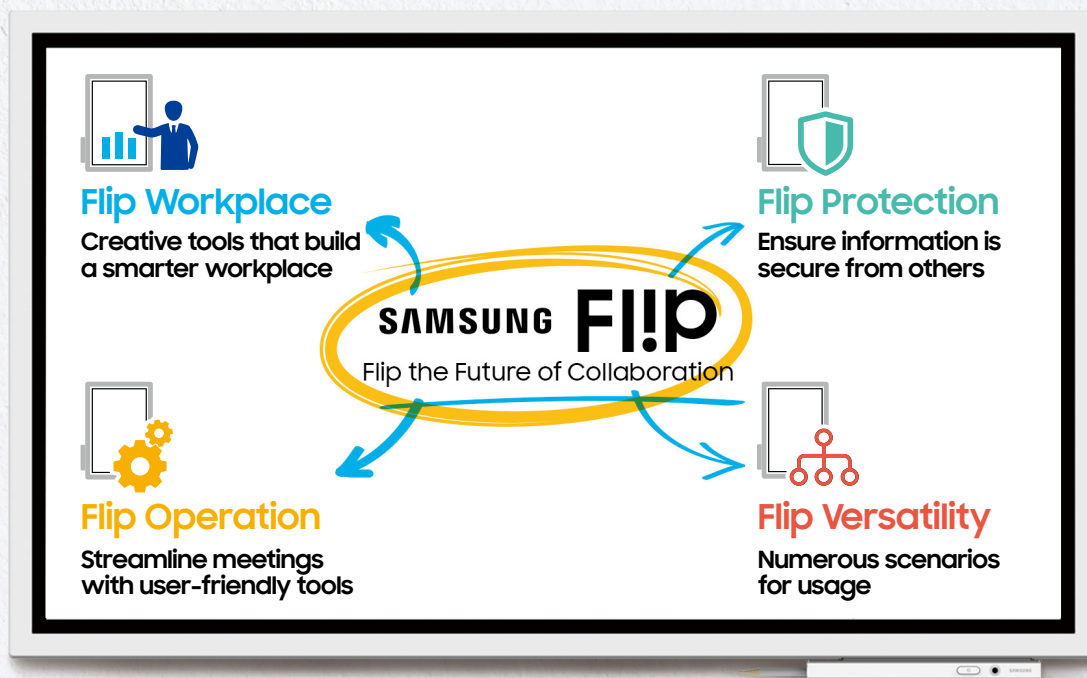 Flip Workplace
Creative tools that build
a smarter workplace
Flip Protection
Ensure information is
secure from others
SAMSUNG Flip
Flip the Future of Collaboration
Flip Operation
Streamline meetings
with user-friendly tools
Flip Versatility
Numerous scenarios
for usage
SAMSUNG